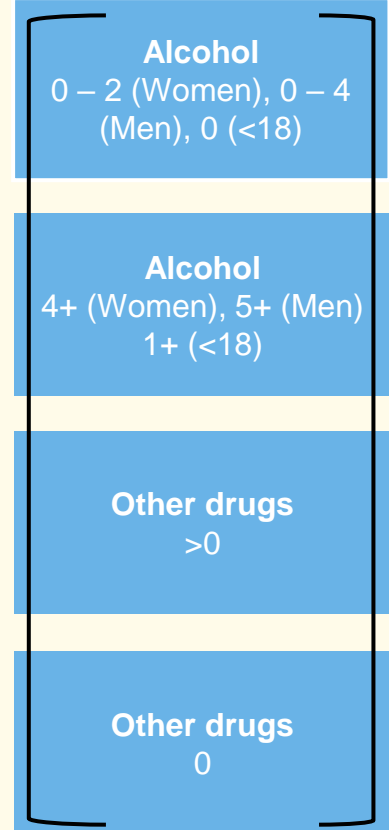 Alcohol
0 – 2 (Women), 0 – 4
(Men), 0 (<18)
Alcohol
4+ (Women), 5+ (Men)
1+ (<18)
Other drugs
>0
Other drugs
0